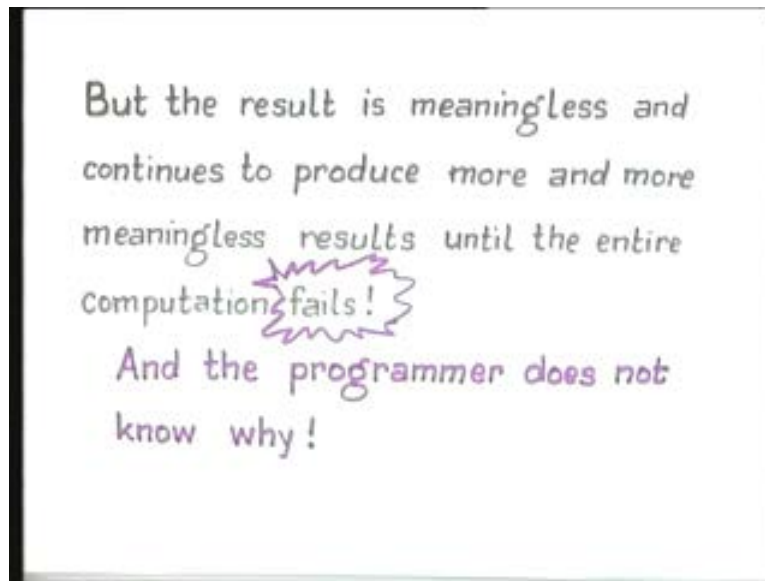 But the result is meaningless and
continues to produce more and more
meaningless results until the entire
computation fails!
And the programmer does not
know why!